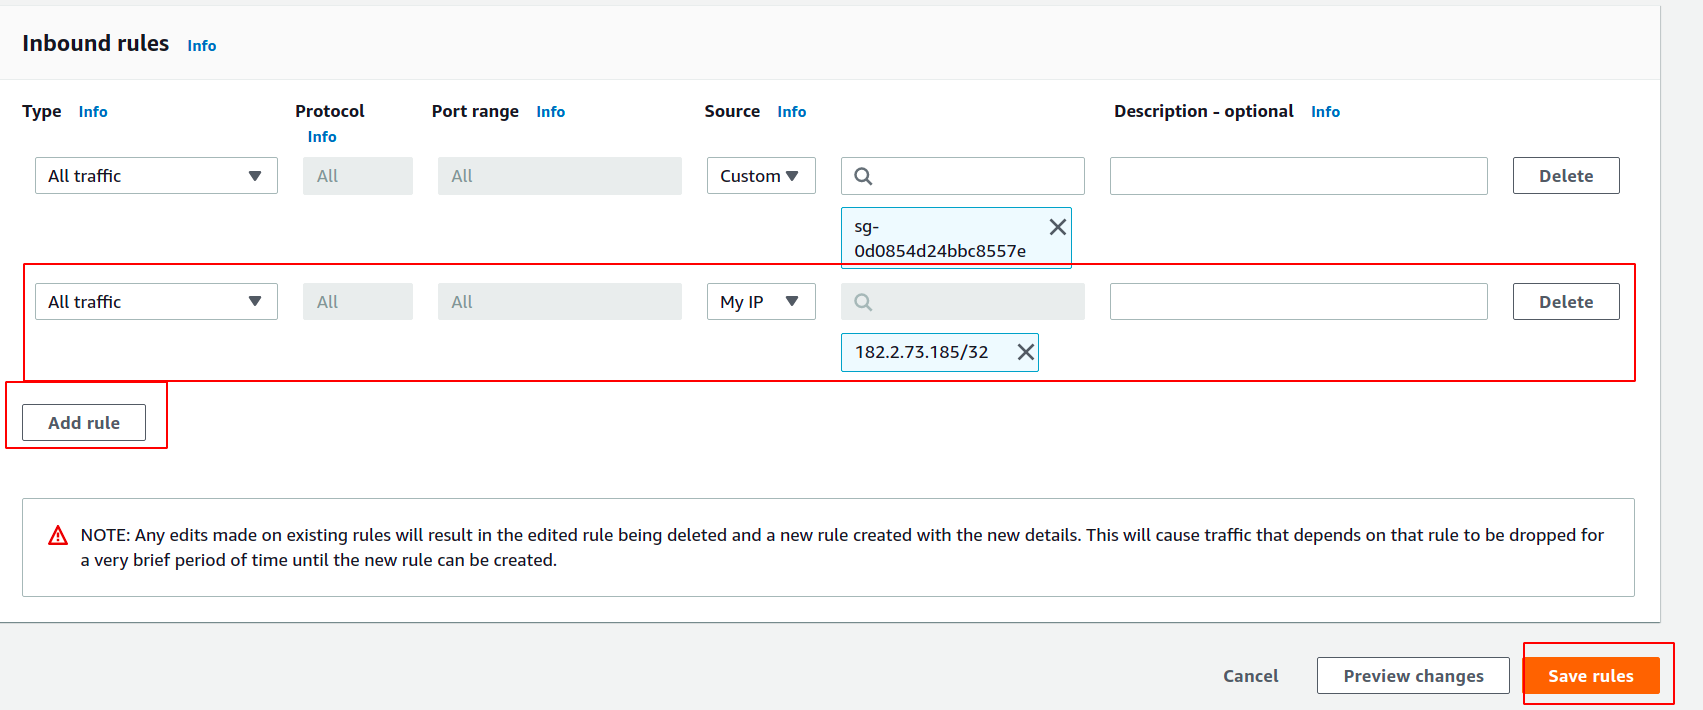 Inbound rules Info
Type Info Protocol Port range Info Source Info Description - optional Info
Info
All traffic All All Custom Delete
sg-
0d0854d24bbc8557e
All traffic All All My IP Delete
182.2.73.185/32
Add rule
NOTE: Any edits made on existing rules will result in the edited rule being deleted and a new rule created with the new details. This will cause traffic that depends on that rule to be dropped for
a very brief period of time until the new rule can be created.
Cancel Preview changes Save rules